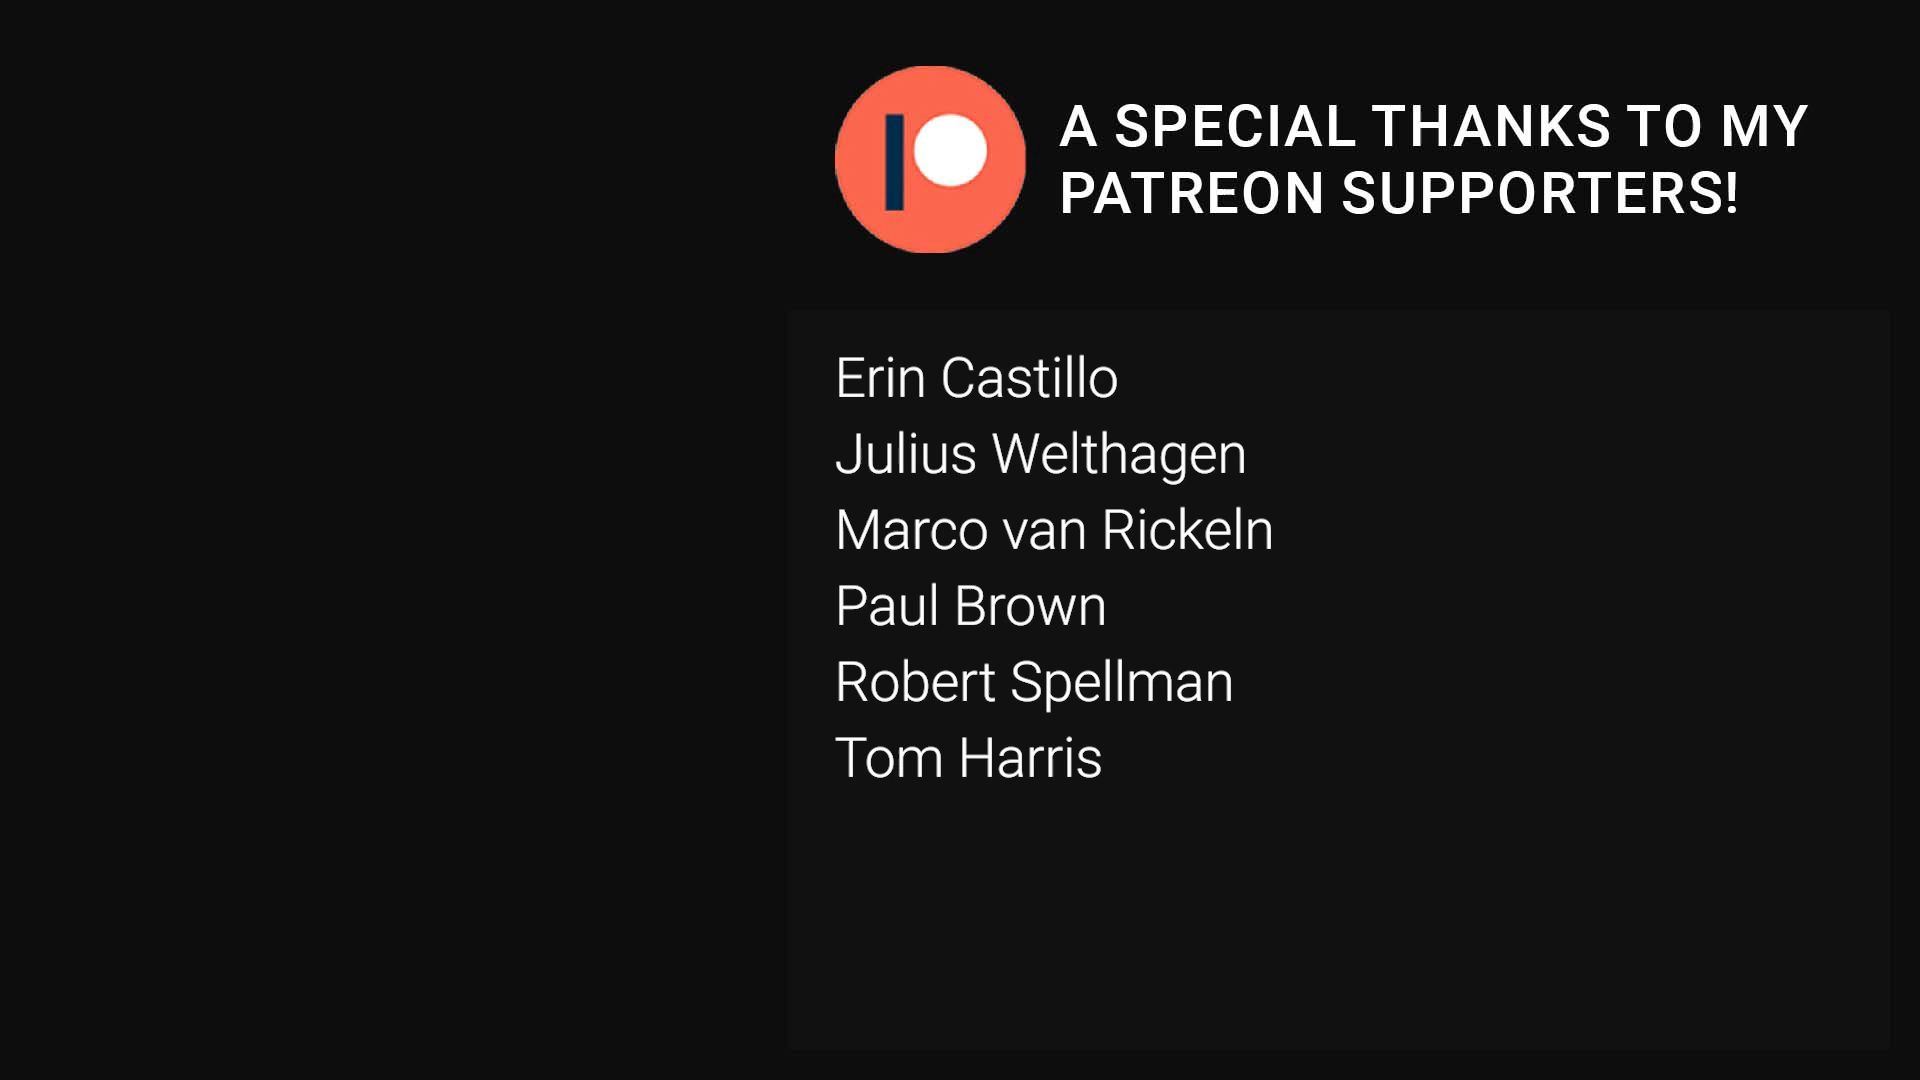 A SPECIAL THANKS TO MY
PATREON SUPPORTERS!
Erin Castillo
Julius Welthagen
Marco van Rickeln
Paul Brown
Robert Spellman
Tom Harris